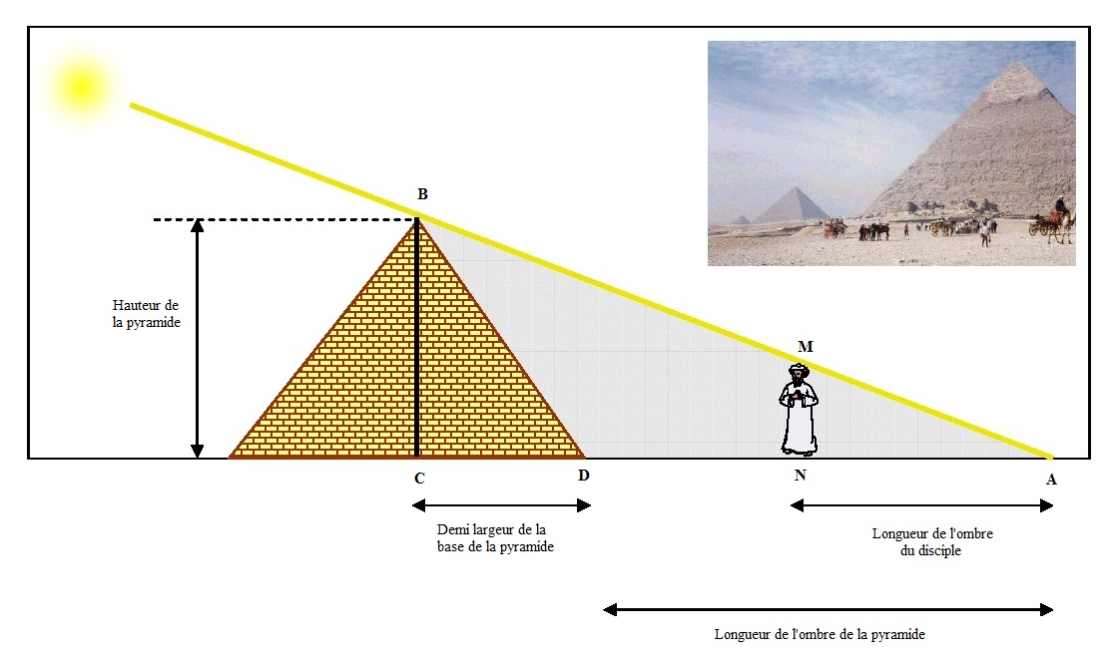 B
Hauteur de
la pyramide
M
C
D
N
A
Demi largeur de la
base de la pyramide
Longueur de l'ombre
du disciple
Longueur de l'ombre de la pyramide